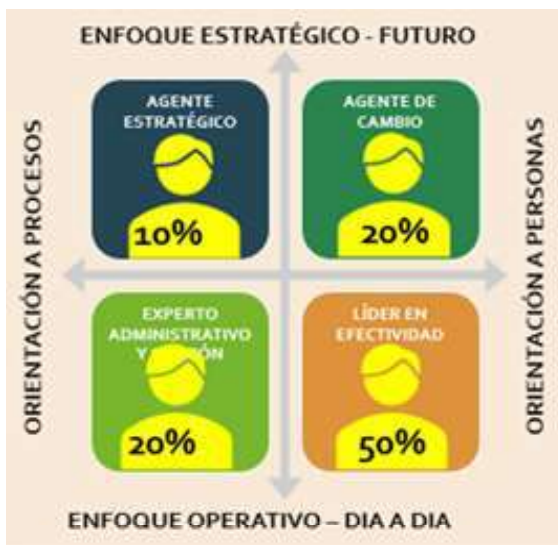 ENFOQUE ESTRATÉGICO - FUTURO
ORIENTACIÓN A PROCESOS
AGENTE
ESTRATÉGICO
10%
AGENTE DE
CAMBIO
20%
EXPERTO
ADMINISTRATIVO
Y
20%
LÍDER EN
EFECTIVIDAD
50%
ORIENTACIÓN A PERSONAS
ENFOQUE OPERATIVO – DIA A DIA